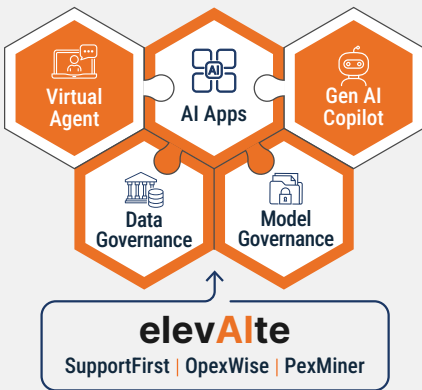 Virtual
Agent
AI
AI Apps
Gen AI
Copilot
Data
Governance
Model
Governance
elevAIte
SupportFirst | OpexWise | PexMiner